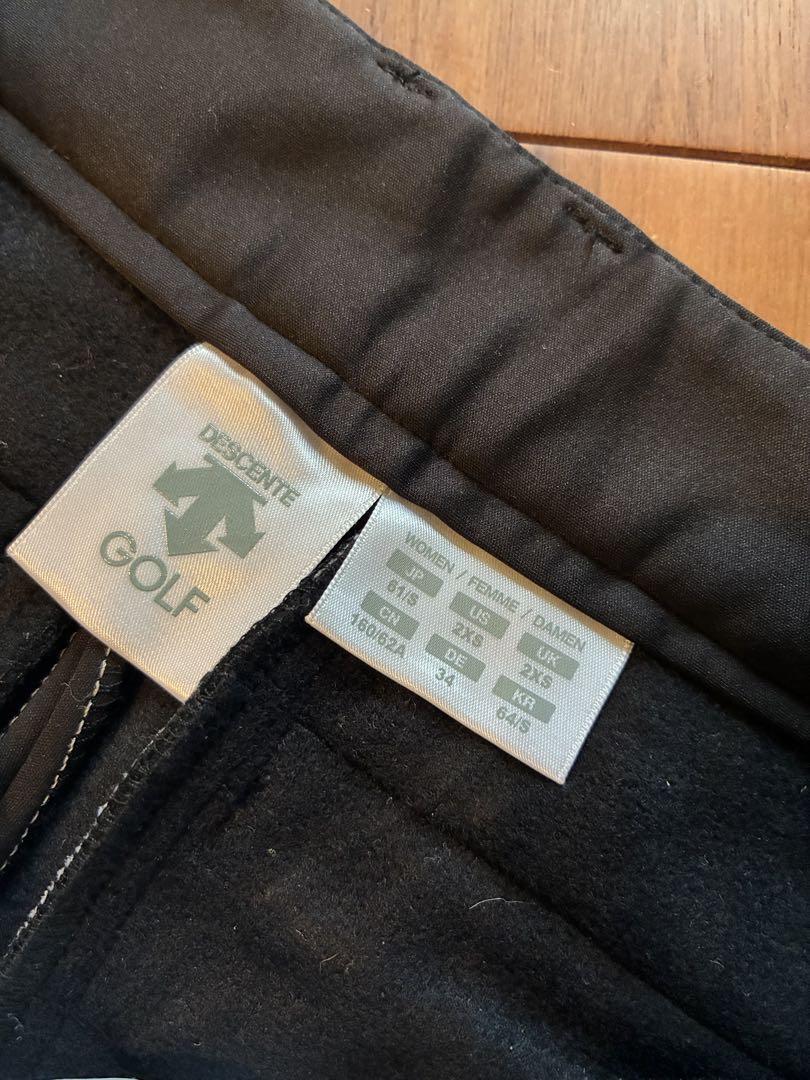 DESCENTE
GOLF
WOMEN / FEMME / DAMEN
JP US UK
61/S 2XS 2XS
CN DE KR
160/62A 34 64/S